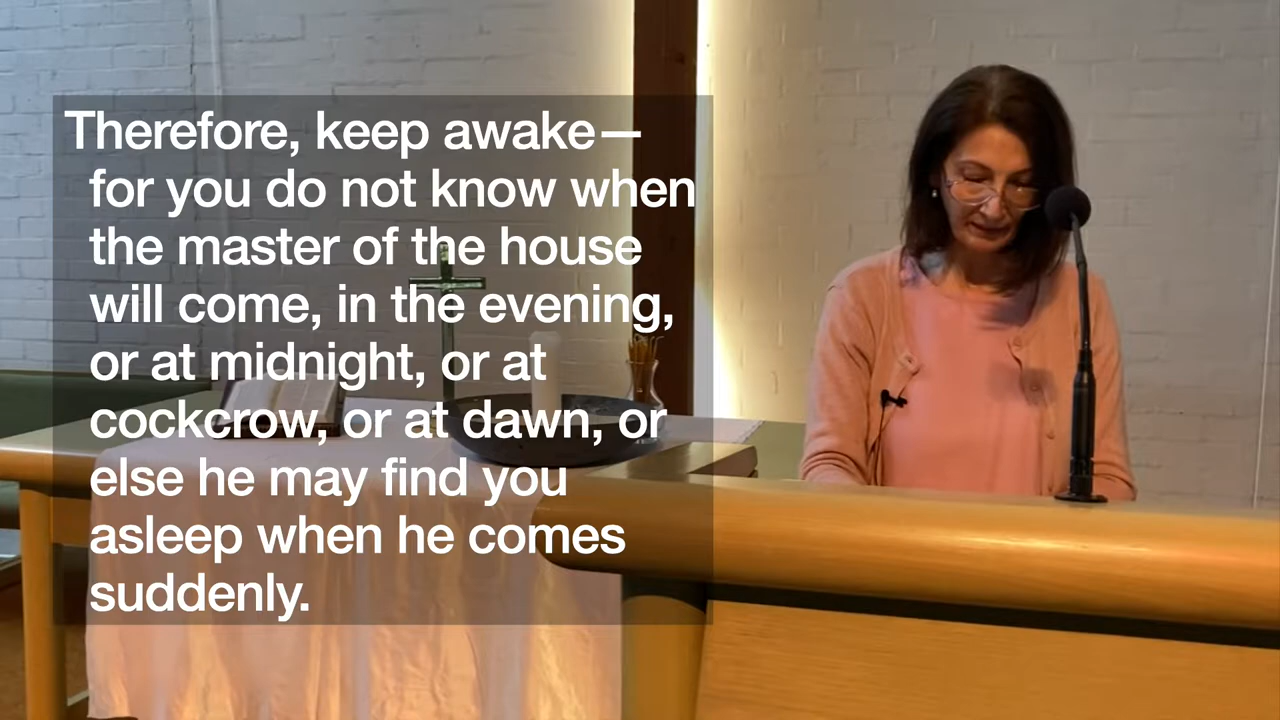 Therefore, keep awake—
for you do not know when
the master of the house
will come, in the evening,
or at midnight, or at
cockcrow, or at dawn, or
else he may find you
asleep when he comes
suddenly.